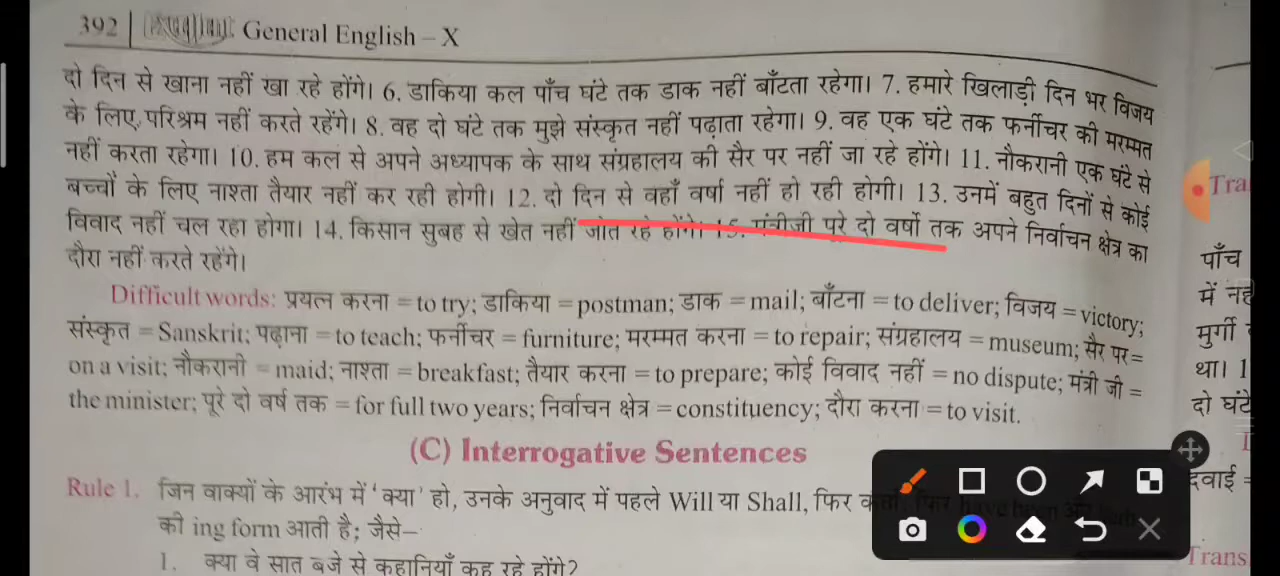 392 General English – X
दो दिन से खाना नहीं खा रहे होंगे। 6. डाकिया कल पाँच घंटे तक डाक नहीं बाँटता रहेगा। 7. हमारे खिलाड़ी दिन भर विजय
के लिए परिश्रम नहीं करते रहेंगे। 8. वह दो घंटे तक मुझे संस्कृत नहीं पढ़ाता रहेगा। 9. वह एक घंटे तक फर्नीचर की मरम्मत
नहीं करता रहेगा। 10. हम कल से अपने अध्यापक के साथ संग्रहालय की सैर पर नहीं जा रहे होंगे। 11. नौकरानी एक घंटे से
बच्चों के लिए नाश्ता तैयार नहीं कर रही होगी। 12. दो दिन से वहाँ वर्षा नहीं हो रही होगी। 13. उनमें बहुत दिनों से कोई
विवाद नहीं चल रहा होगा। 14. किसान सुबह से खेत नहीं जोत रहे होंगे। 15. मंत्रीजी पूरे दो वर्षो तक अपने निर्वाचन क्षेत्र का
दौरा नहीं करते रहेंगे।
Difficult words: प्रयत्न करना = to try; डाकिया = postman; डाक = mail; बाँटना = to deliver; विजय = victory;
संस्कृत = Sanskrit; पढ़ाना = to teach; फर्नीचर = furniture; मरम्मत करना = to repair; संग्रहालय = museum; सैर पर =
on a visit; नौकरानी = maid; नाश्ता = breakfast; तैयार करना = to prepare; कोई विवाद नहीं = no dispute; मंत्री जी =
the minister; पूरे दो वर्ष तक = for full two years; निर्वाचन क्षेत्र = constituency; दौरा करना = to visit.
(C) Interrogative Sentences
Rule 1. जिन वाक्यों के आरंभ में 'क्या' हो, उनके अनुवाद में पहले Will या Shall, फिर कर्ता, फिर have been और
की ing form आती है; जैसे–
1. क्या वे सात बजे से कहानियाँ कह रहे होंगे?
Tra
पाँच
में नह
मुर्गी
था। 1
दो घंटे
दवाई =
Trans